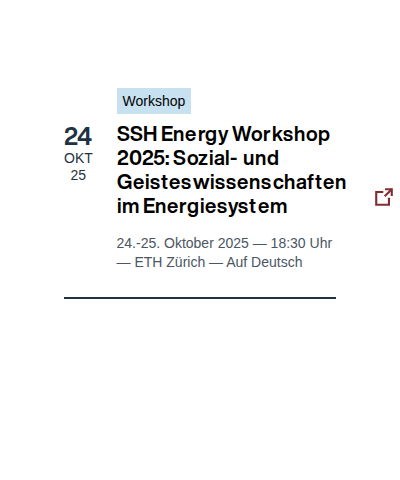 Workshop
24
OKT
25
SSH Energy Workshop
2025: Sozial- und
Geisteswissenschaften
im Energiesystem
24.-25. Oktober 2025 — 18:30 Uhr
— ETH Zürich — Auf Deutsch